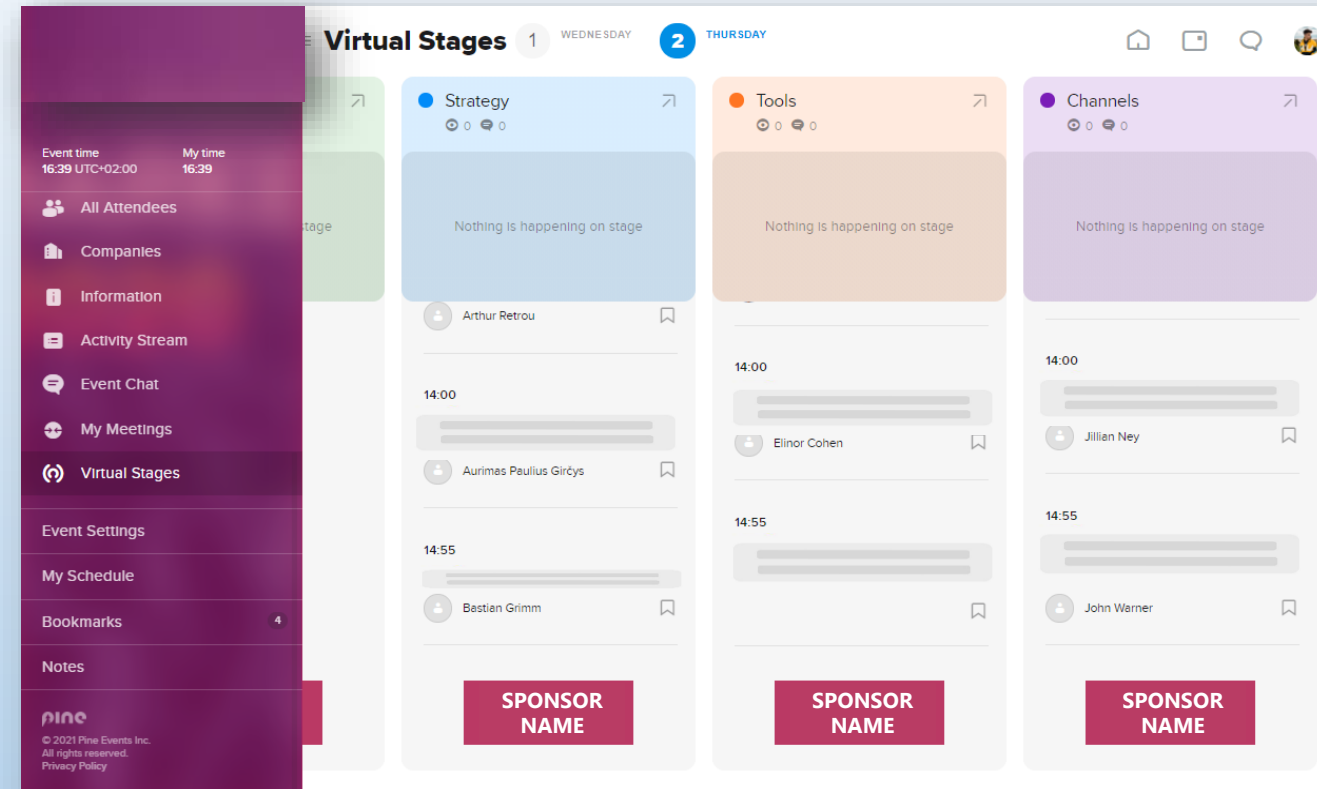 Virtual Stages
1 WEDNESDAY
2 THURSDAY
Event time My time
16:39 UTC+02:00 16:39
All Attendees
Companies
Information
Activity Stream
Event Chat
My Meetings
Virtual Stages
Event Settings
My Schedule
Bookmarks 4
Notes
pine
© 2021 Pine Events Inc.
All rights reserved.
Privacy Policy
stage
Strategy
0 0
Nothing is happening on stage
Arthur Retrou
14:00
Aurimas Paulius Girčys
14:55
Bastian Grimm
SPONSOR
NAME
Tools
0 0
Nothing is happening on stage
14:00
Elinor Cohen
14:55
SPONSOR
NAME
Channels
0 0
Nothing is happening on stage
14:00
Jillian Ney
14:55
John Warner
SPONSOR
NAME